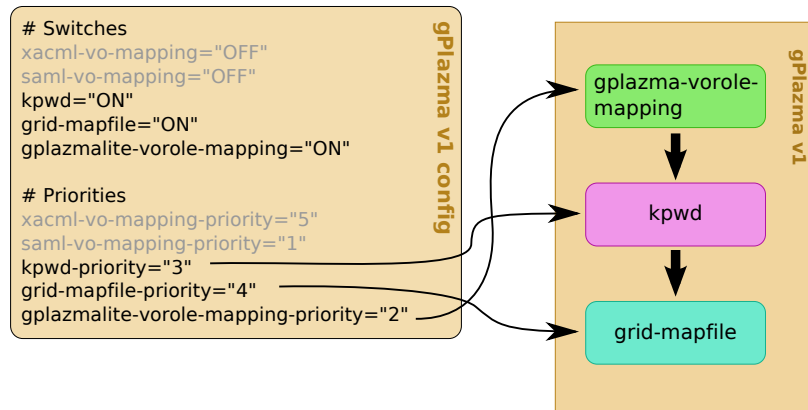 # Switches
xacml-vo-mapping="OFF"
saml-vo-mapping="OFF"
kpwd="ON"
grid-mapfile="ON"
gplazmalite-vorole-mapping="ON"
# Priorities
xacml-vo-mapping-priority="5"
saml-vo-mapping-priority="1"
kpwd-priority="3"
grid-mapfile-priority="4"
gplazmalite-vorole-mapping-priority="2"
gPlazma v1 config
gplazma-vorole-
mapping
kpwd
grid-mapfile
gPlazma v1